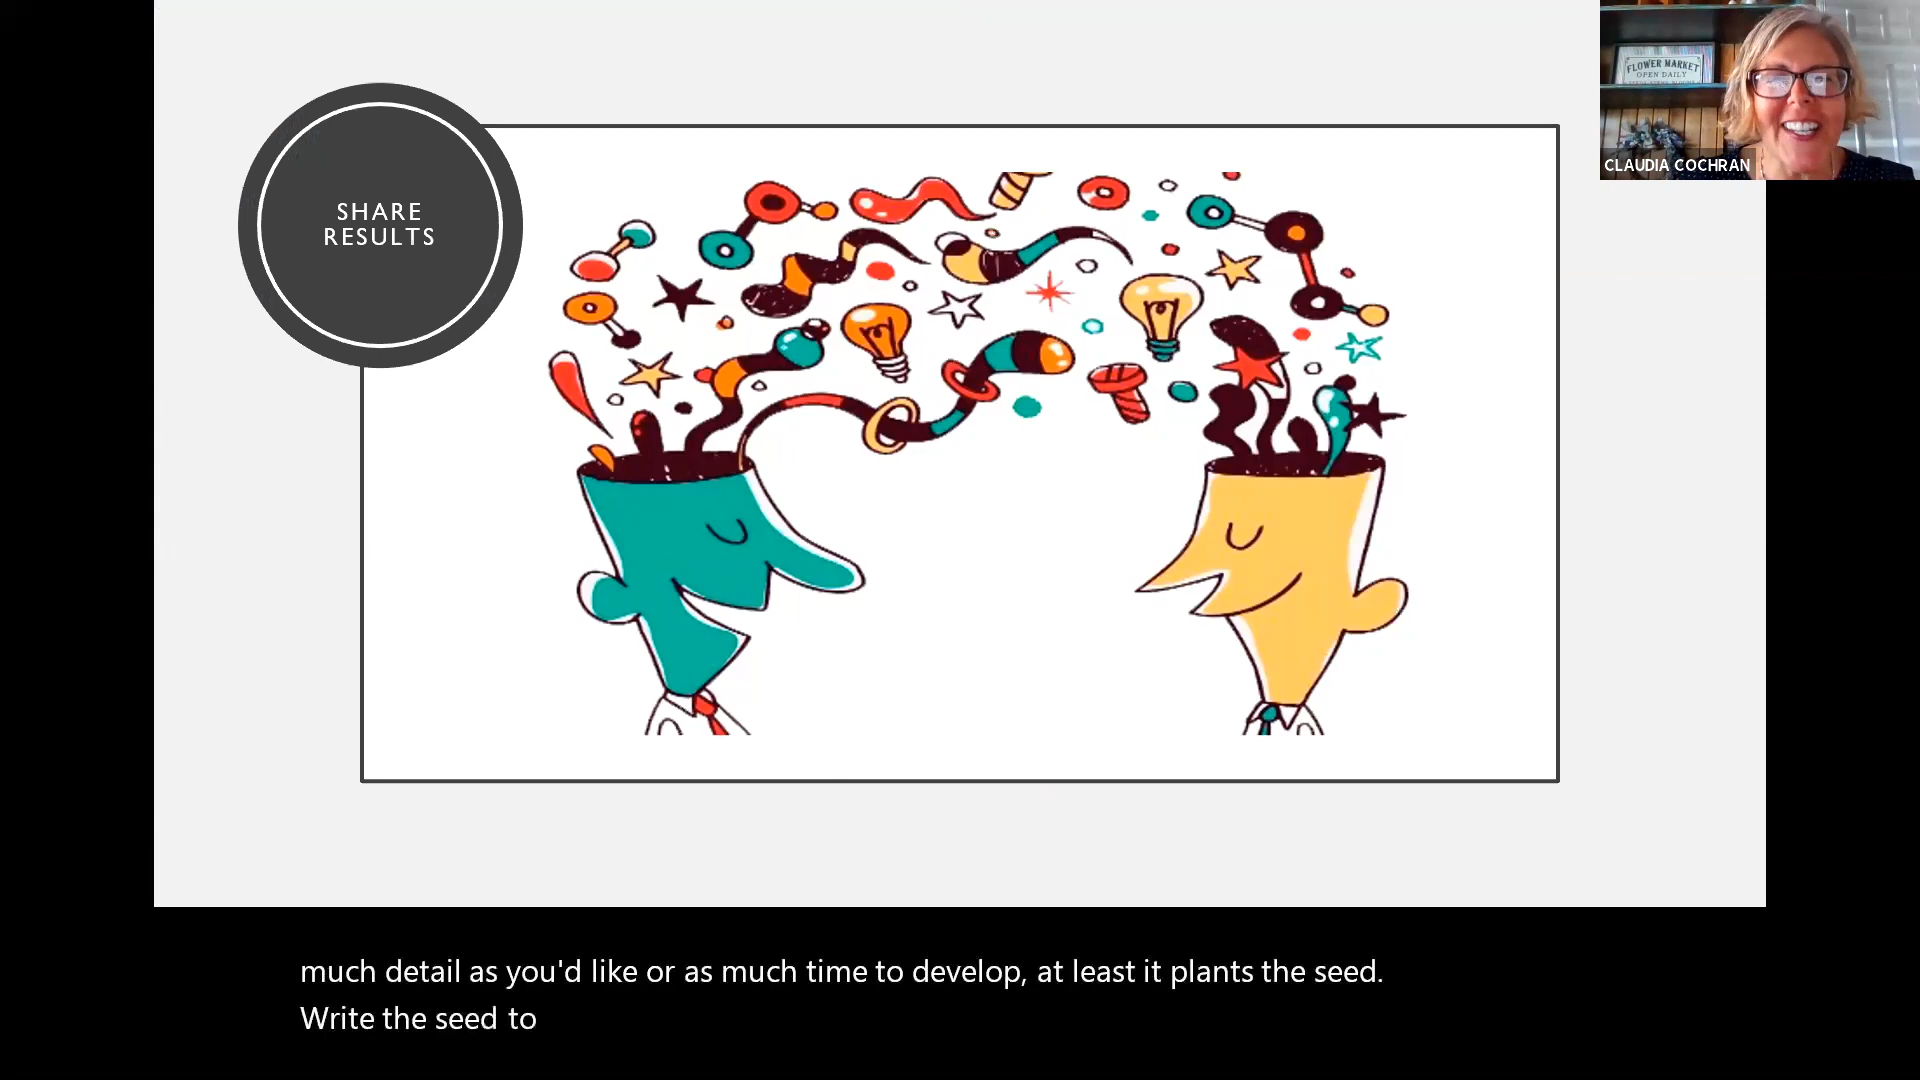 SHARE
RESULTS
FLOWER MARKET
OPEN DAILY
CLAUDIA COCHRAN
much detail as you'd like or as much time to develop, at least it plants the seed.
Write the seed to